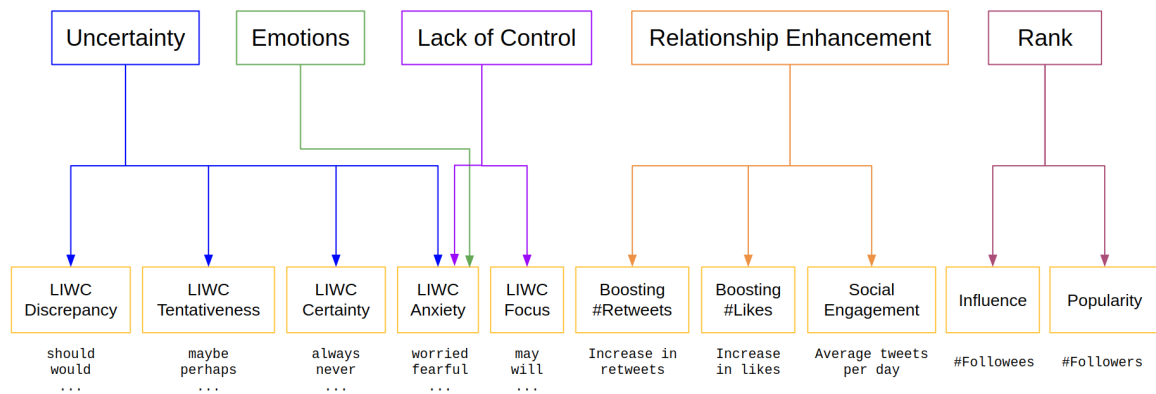 Uncertainty
Emotions
Lack of Control
Relationship Enhancement
Rank
LIWC
Discrepancy
LIWC
Tentativeness
LIWC
Certainty
LIWC
Anxiety
LIWC
Focus
Boosting
#Retweets
Boosting
#Likes
Social
Engagement
Influence
Popularity
should
would
...
maybe
perhaps
...
always
never
...
worried
fearful
...
may
will
...
Increase in
retweets
Increase
in likes
Average tweets
per day
#Followees
#Followers